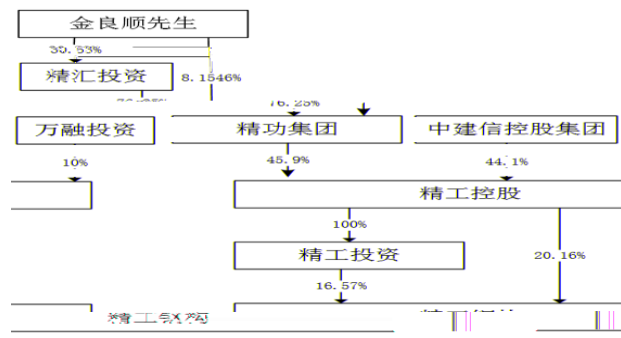 金良顺先生
30.53%
精汇投资
8.1546%
76.25%
万融投资
精功集团
中建信控股集团
10%
45.9%
44.1%
精工控股
100%
精工投资
20.16%
16.57%